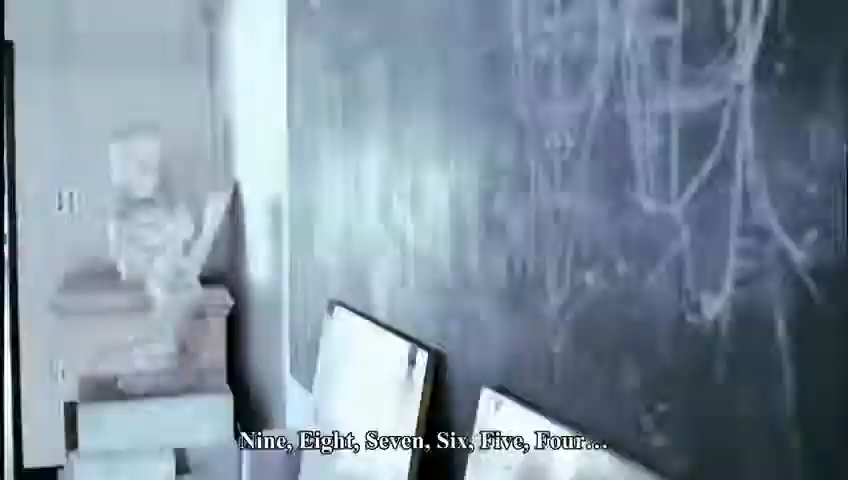 Nine, Eight, Seven, Six, Five, Four…